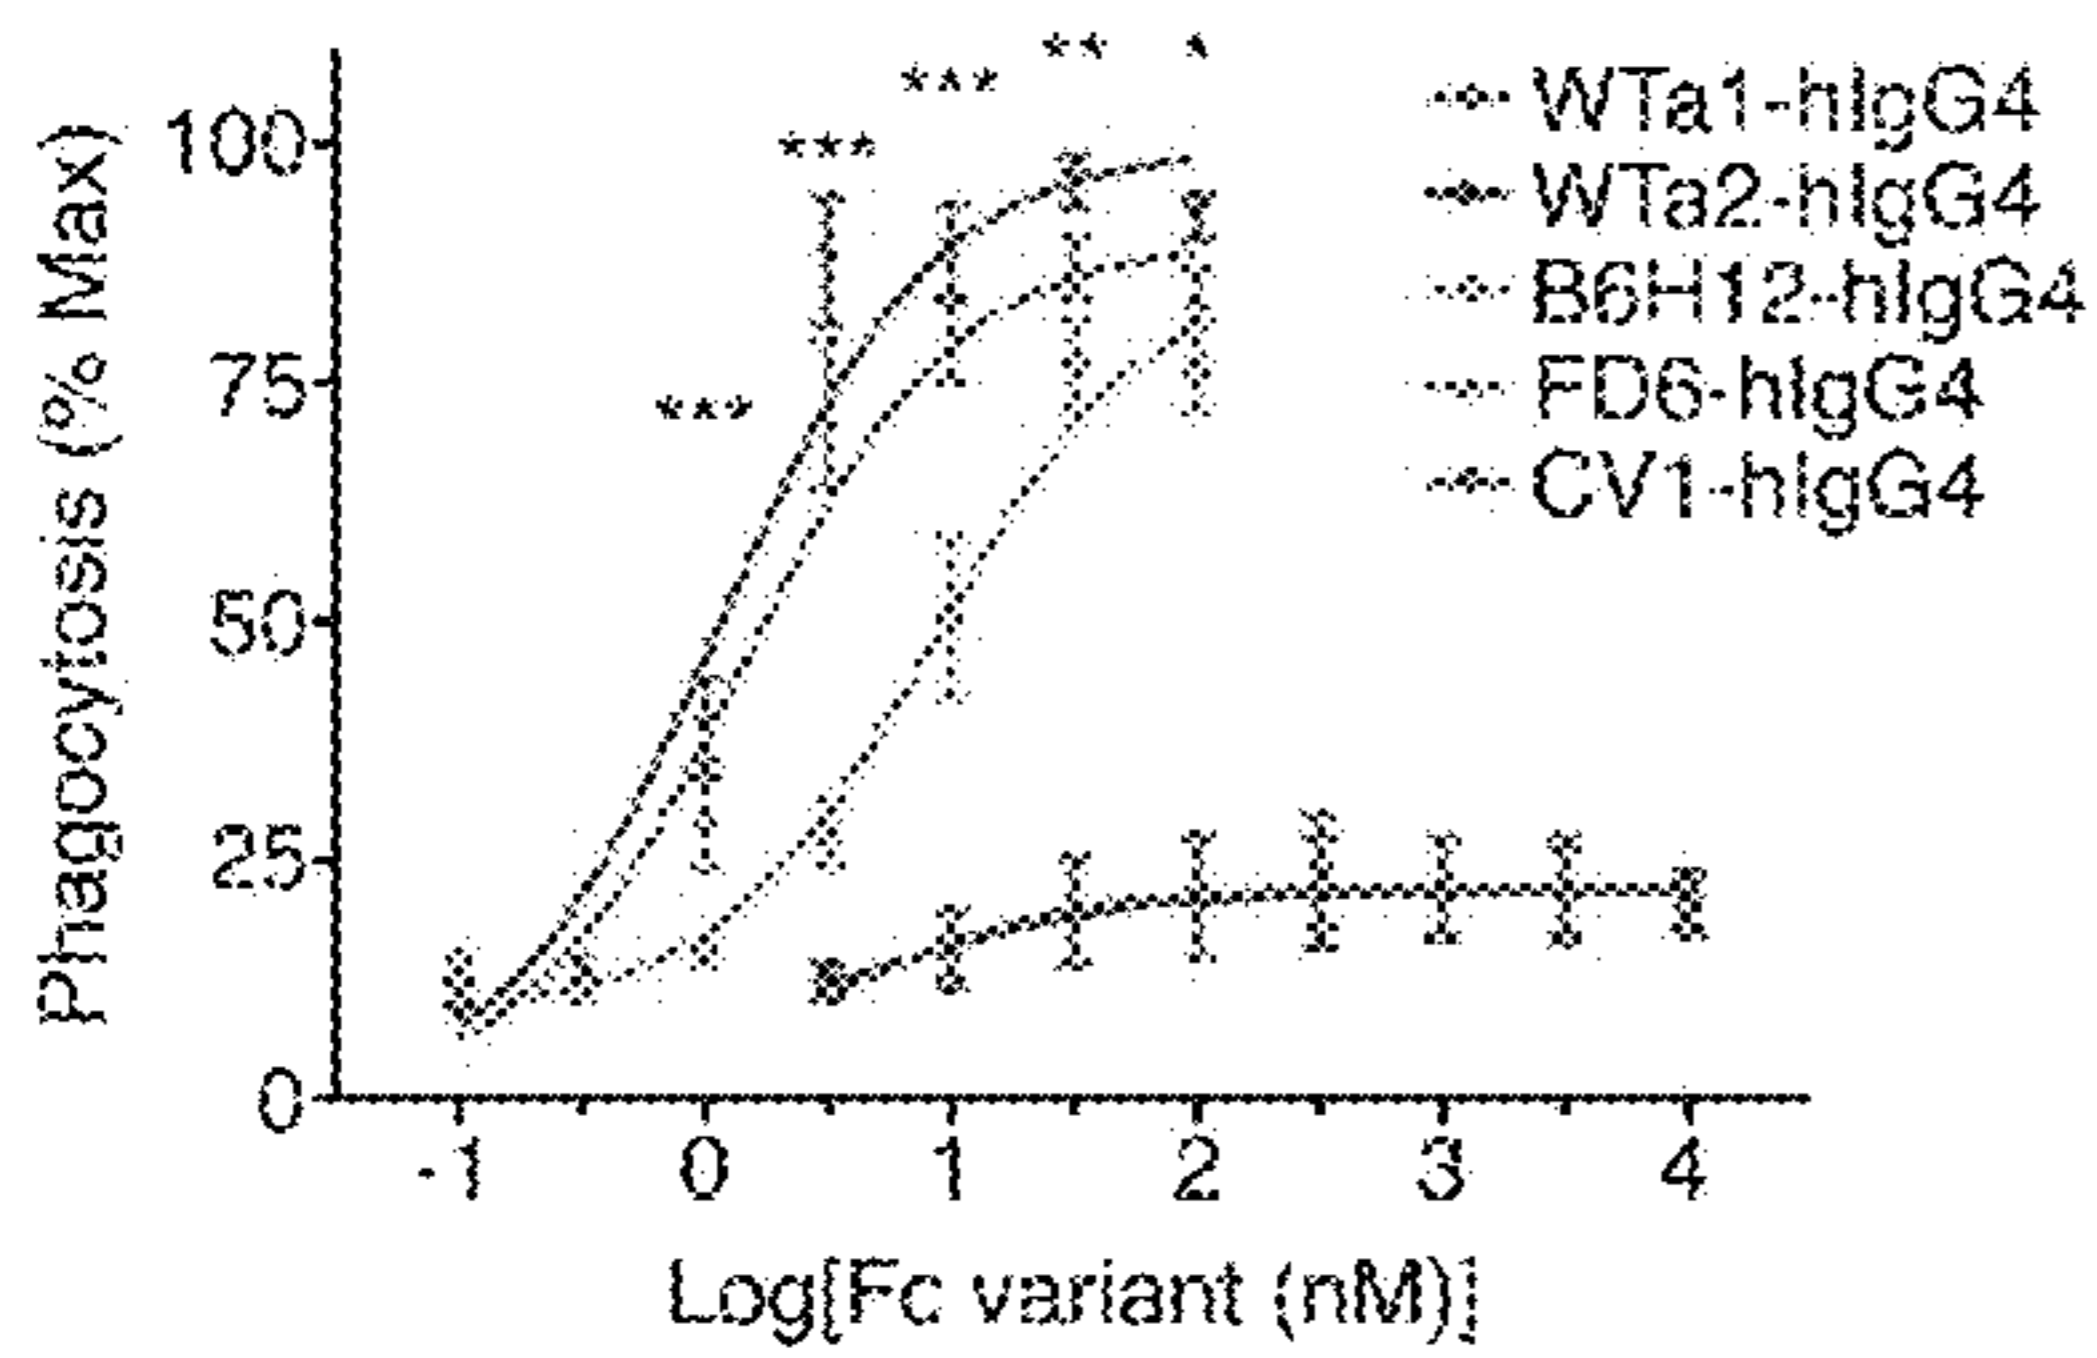 ** *
***
***
***
Phagocytosis (% Max)
100
75
50
25
0
-1 0 1 2 3 4
Log[Fc variant (nM)]
WTa1-hIgG4
WTa2-hIgG4
B6H12-hIgG4
FD6-hIgG4
CV1-hIgG4